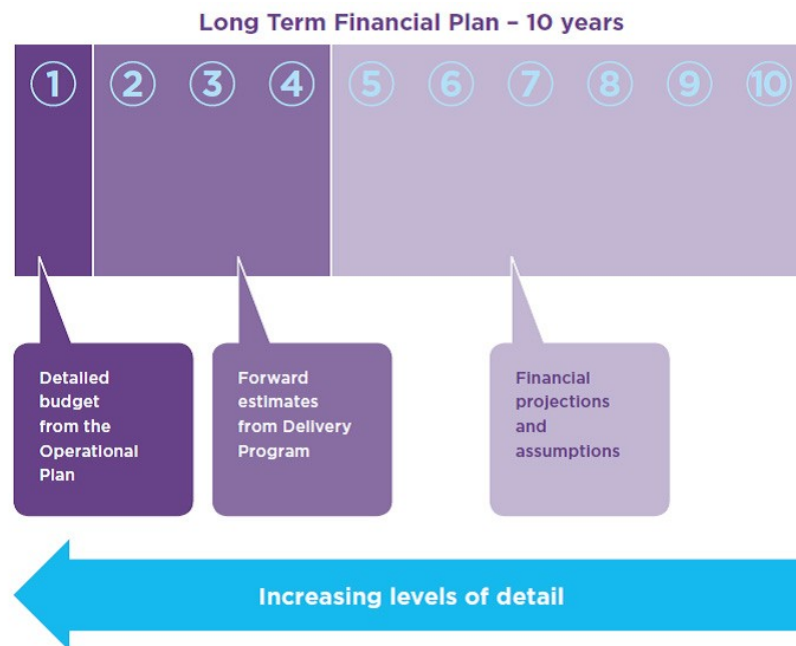 Long Term Financial Plan – 10 years
1 2 3 4 5 6 7 8 9 10
Detailed
budget
from the
Operational
Plan
Forward
estimates
from Delivery
Program
Financial
projections
and
assumptions
Increasing levels of detail